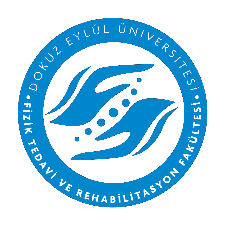 DOKUZ EYLÜL ÜNİVERSİTESİ
• FİZİK TEDAVİ VE REHABİLİTASYON FAKÜLTESİ •